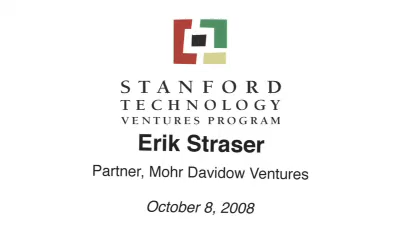 STANFORD
TECHNOLOGY
VENTURES PROGRAM
Erik Straser
Partner, Mohr Davidow Ventures
October 8, 2008